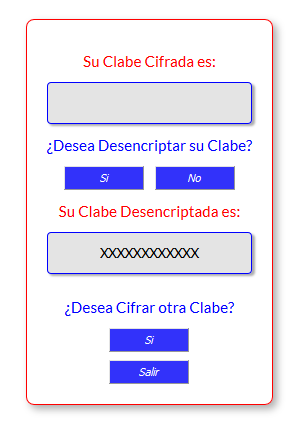 Su Clabe Cifrada es:
¿Desea Desencriptar su Clabe?
Si No
Su Clabe Desencriptada es:
XXXXXXXXXXXX
¿Desea Cifrar otra Clabe?
Si
Salir